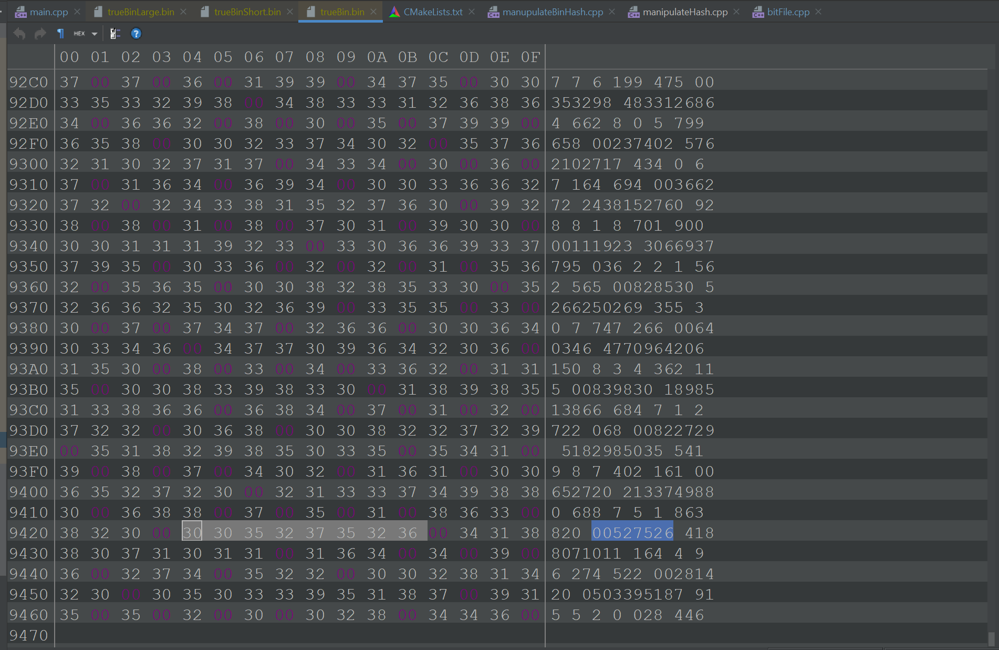 main.cpp trueBinLarge.bin trueBinShort.bin trueBin.bin CMakeLists.txt manupulateBinHash.cpp manipulateHash.cpp bitFile.cpp
HEX
00 01 02 03 04 05 06 07 08 09 0A 0B 0C 0D 0E 0F
92C0 37 00 37 00 36 00 31 39 39 00 34 37 35 00 30 30 7 7 6 199 475 00
92D0 33 35 33 32 39 38 00 34 38 33 33 31 32 36 38 36 353298 483312686
92E0 34 00 36 36 32 00 38 00 30 00 35 00 37 39 39 00 4 662 8 0 5 799
92F0 36 35 38 00 30 30 32 33 37 34 30 32 00 35 37 36 658 00237402 576
9300 32 31 30 32 37 31 37 00 34 33 34 00 30 00 36 00 2102717 434 0 6
9310 37 00 31 36 34 00 36 39 34 00 30 30 33 36 36 32 7 164 694 003662
9320 37 32 00 32 34 33 38 31 35 32 37 36 30 00 39 32 72 2438152760 92
9330 38 00 38 00 31 00 38 00 37 30 31 00 39 30 30 00 8 8 1 8 701 900
9340 30 30 31 31 31 39 32 33 00 33 30 36 36 39 33 37 00111923 3066937
9350 37 39 35 00 30 33 36 00 32 00 32 00 31 00 35 36 795 036 2 2 1 56
9360 32 00 35 36 35 00 30 30 38 32 38 35 33 30 00 35 2 565 00828530 5
9370 32 36 36 32 35 30 32 36 39 00 33 35 35 00 33 00 266250269 355 3
9380 30 00 37 00 37 34 37 00 32 36 36 00 30 30 36 34 0 7 747 266 0064
9390 30 33 34 36 00 34 37 37 30 39 36 34 32 30 36 00 0346 4770964206
93A0 31 35 30 00 38 00 33 00 34 00 33 36 32 00 31 31 150 8 3 4 362 11
93B0 35 00 30 30 38 33 39 38 33 30 00 31 38 39 38 35 5 00839830 18985
93C0 31 33 38 36 36 00 36 38 34 00 37 00 31 00 32 00 13866 684 7 1 2
93D0 37 32 32 00 30 36 38 00 30 30 38 32 32 37 32 39 722 068 00822729
93E0 00 35 31 38 32 39 38 35 30 33 35 00 35 34 31 00 5182985035 541
93F0 39 00 38 00 37 00 34 30 32 00 31 36 31 00 30 30 9 8 7 402 161 00
9400 36 35 32 37 32 30 00 32 31 33 33 37 34 39 38 38 652720 213374988
9410 30 00 36 38 38 00 37 00 35 00 31 00 38 36 33 00 0 688 7 5 1 863
9420 38 32 30 00 30 30 35 32 37 35 32 36 00 34 31 38 820 00527526 418
9430 38 30 37 31 30 31 31 00 31 36 34 00 34 00 39 00 8071011 164 4 9
9440 36 00 32 37 34 00 35 32 32 00 30 30 32 38 31 34 6 274 522 002814
9450 32 30 00 30 35 30 33 33 39 35 31 38 37 00 39 31 20 0503395187 91
9460 35 00 35 00 32 00 30 00 30 32 38 00 34 34 36 00 5 5 2 0 028 446
9470